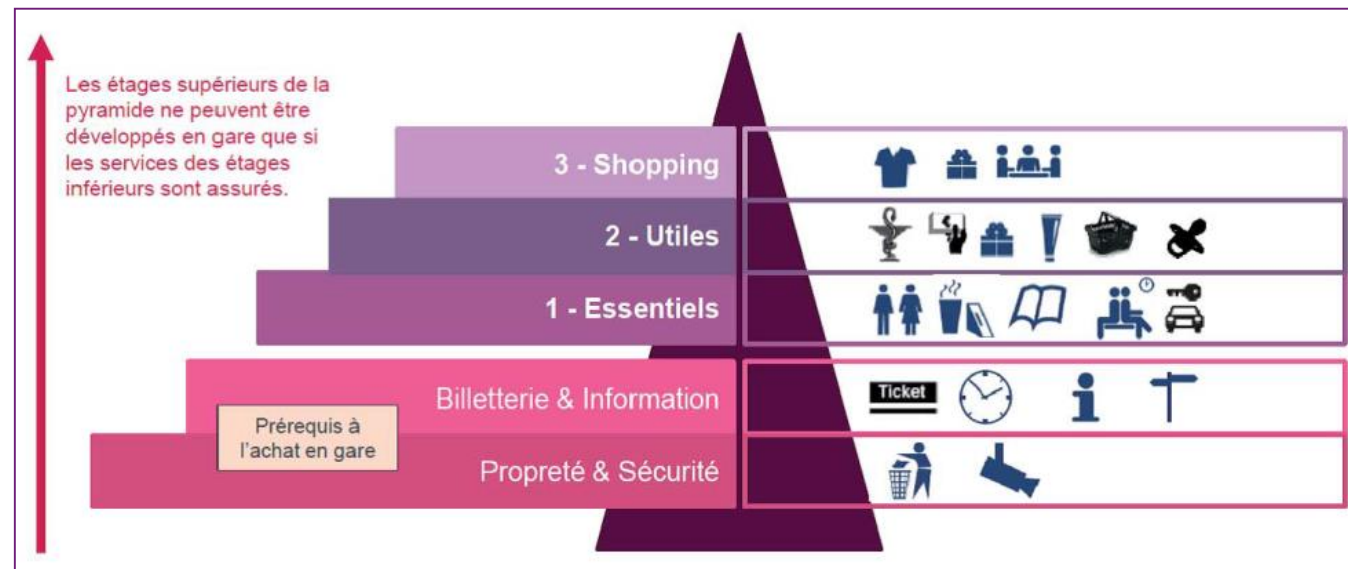 Les étages supérieurs de la
pyramide ne peuvent être
développés en gare que si
les services des étages
inférieurs sont assurés.
3 - Shopping
2 - Utiles
1 - Essentiels
Billetterie & Information
Ticket
Prérequis à
l'achat en gare
Propreté & Sécurité